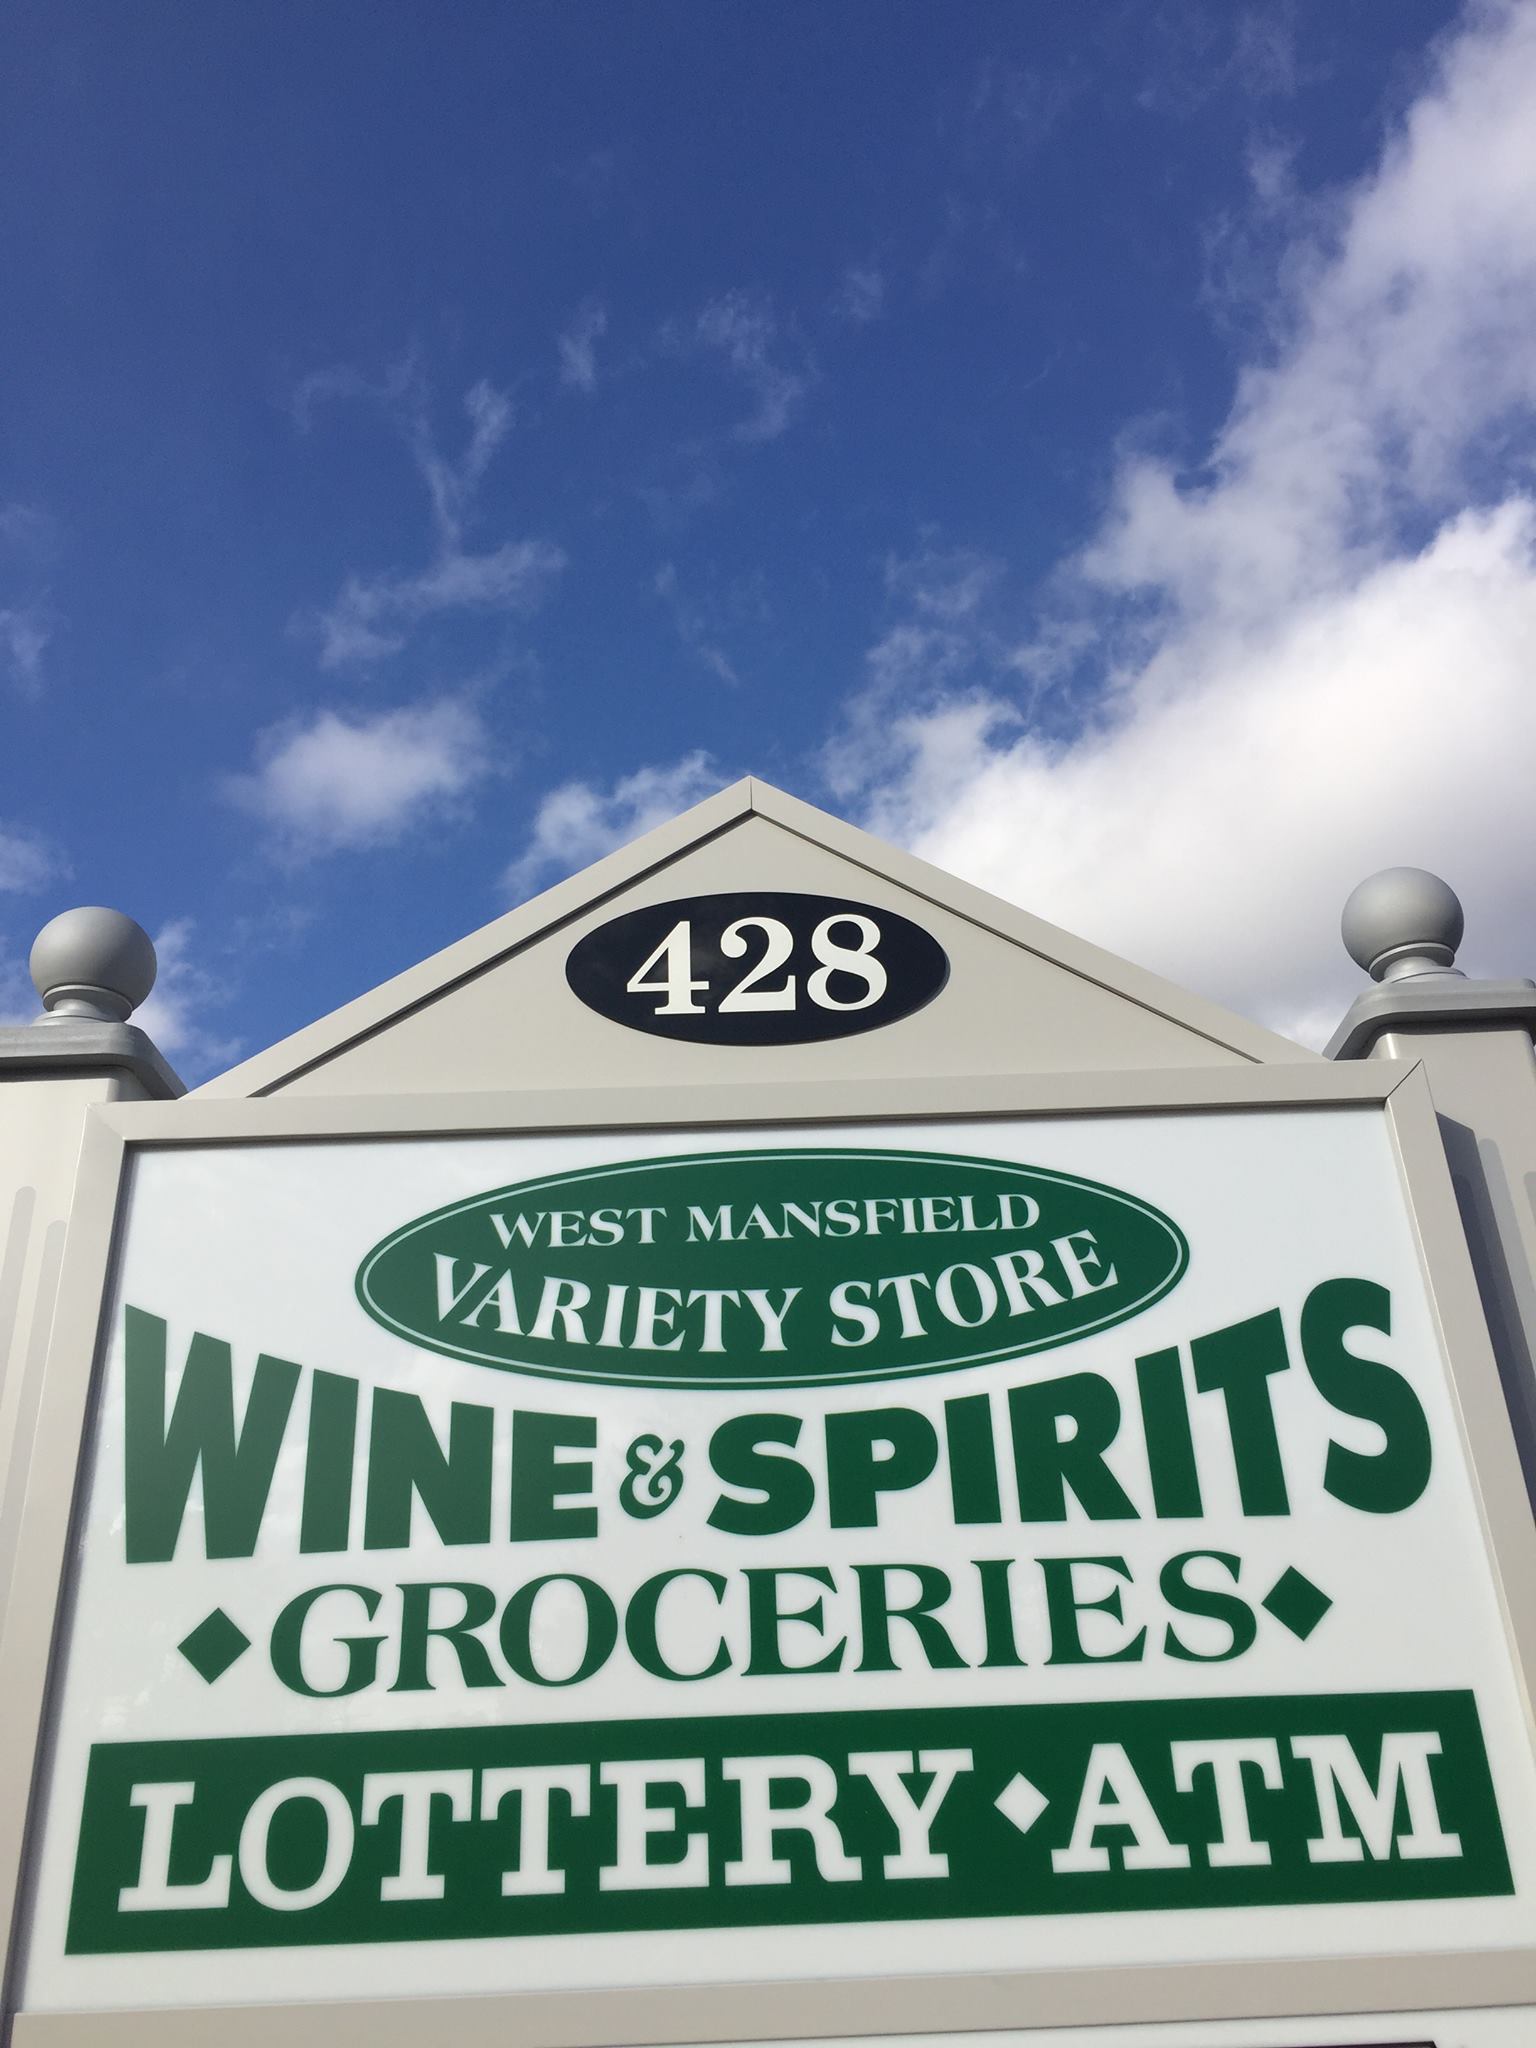 428
WEST MANSFIELD
VARIETY STORE
WINE & SPIRITS
GROCERIES
LOTTERY ATM